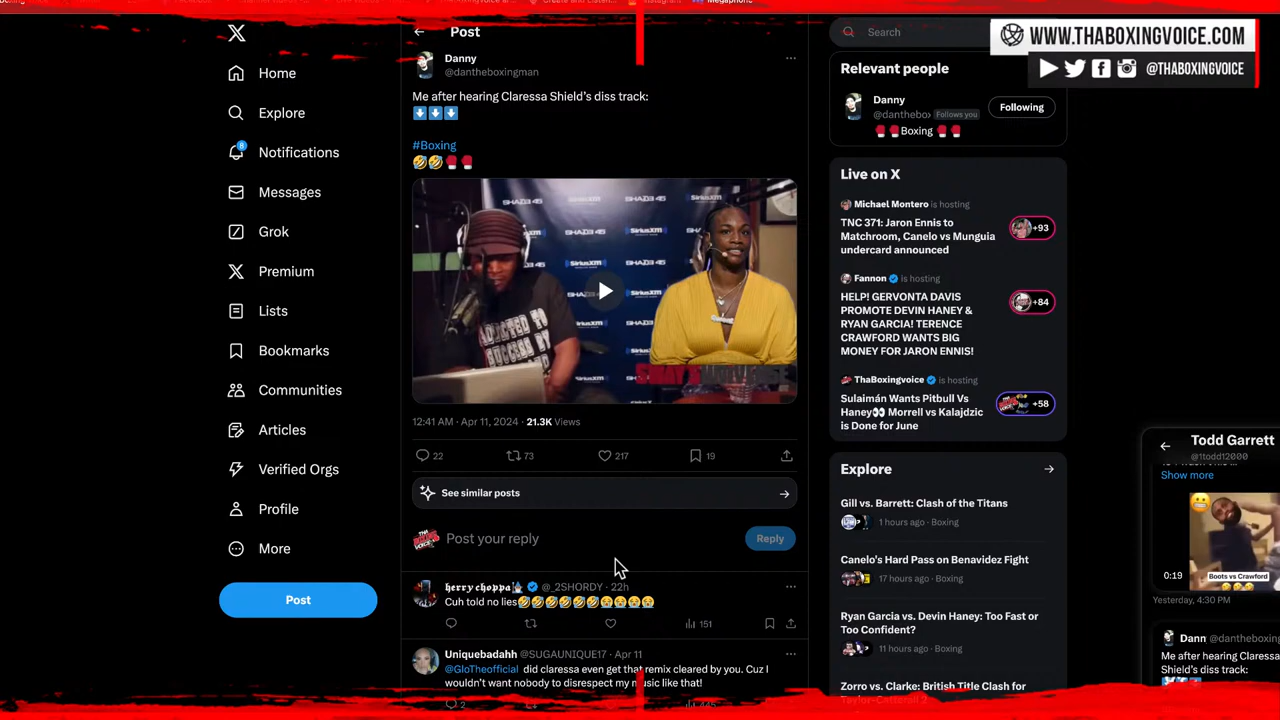 WWW.THABOXINGVOICE.COM
@THABOXINGVOICE
Home
Explore
8
Notifications
Messages
Grok
Premium
Lists
Bookmarks
Communities
Articles
Verified Orgs
Profile
More
Post
Post
Danny
@dantheboxingman
Me after hearing Claressa Shield's diss track:
#Boxing
SHADE 45
SiriusXM
12:41 AM · Apr 11, 2024 · 21.3K Views
22 73 217 19
See similar posts
Post your reply
Reply
herry choppa @_2SHORDY · 22h
Cuh told no lies
151
Uniquebadahh @SUGAUNIQUE17 · Apr 11
@GloTheofficial did claressa even get that remix cleared by you. Cuz I
wouldn't want nobody to disrespect my music like that!
Search
Relevant people
Danny
@danthebo Follows you
Following
Boxing
Live on X
Michael Montero is hosting
TNC 371: Jaron Ennis to
Matchroom, Canelo vs Munguia
undercard announced
+93
Fannon is hosting
HELP! GERVONTA DAVIS
PROMOTE DEVIN HANEY &
RYAN GARCIA! TERENCE
CRAWFORD WANTS BIG
MONEY FOR JARON ENNIS!
+84
ThaBoxingvoice is hosting
Sulaimán Wants Pitbull Vs
Haney👀 Morrell vs Kalajdzic
is Done for June
+58
Explore
Gill vs. Barrett: Clash of the Titans
1 hours ago · Boxing
Canelo's Hard Pass on Benavidez Fight
17 hours ago · Boxing
Ryan Garcia vs. Devin Haney: Too Fast or
Too Confident?
11 hours ago · Boxing
Zorro vs. Clarke: British Title Clash for
Todd Garrett
@1todd12000
Show more
0:19
Boots vs Crawford
Yesterday, 4:30 PM
Dann @dantheboxin
Me after hearing Claressa
Shield's diss track: